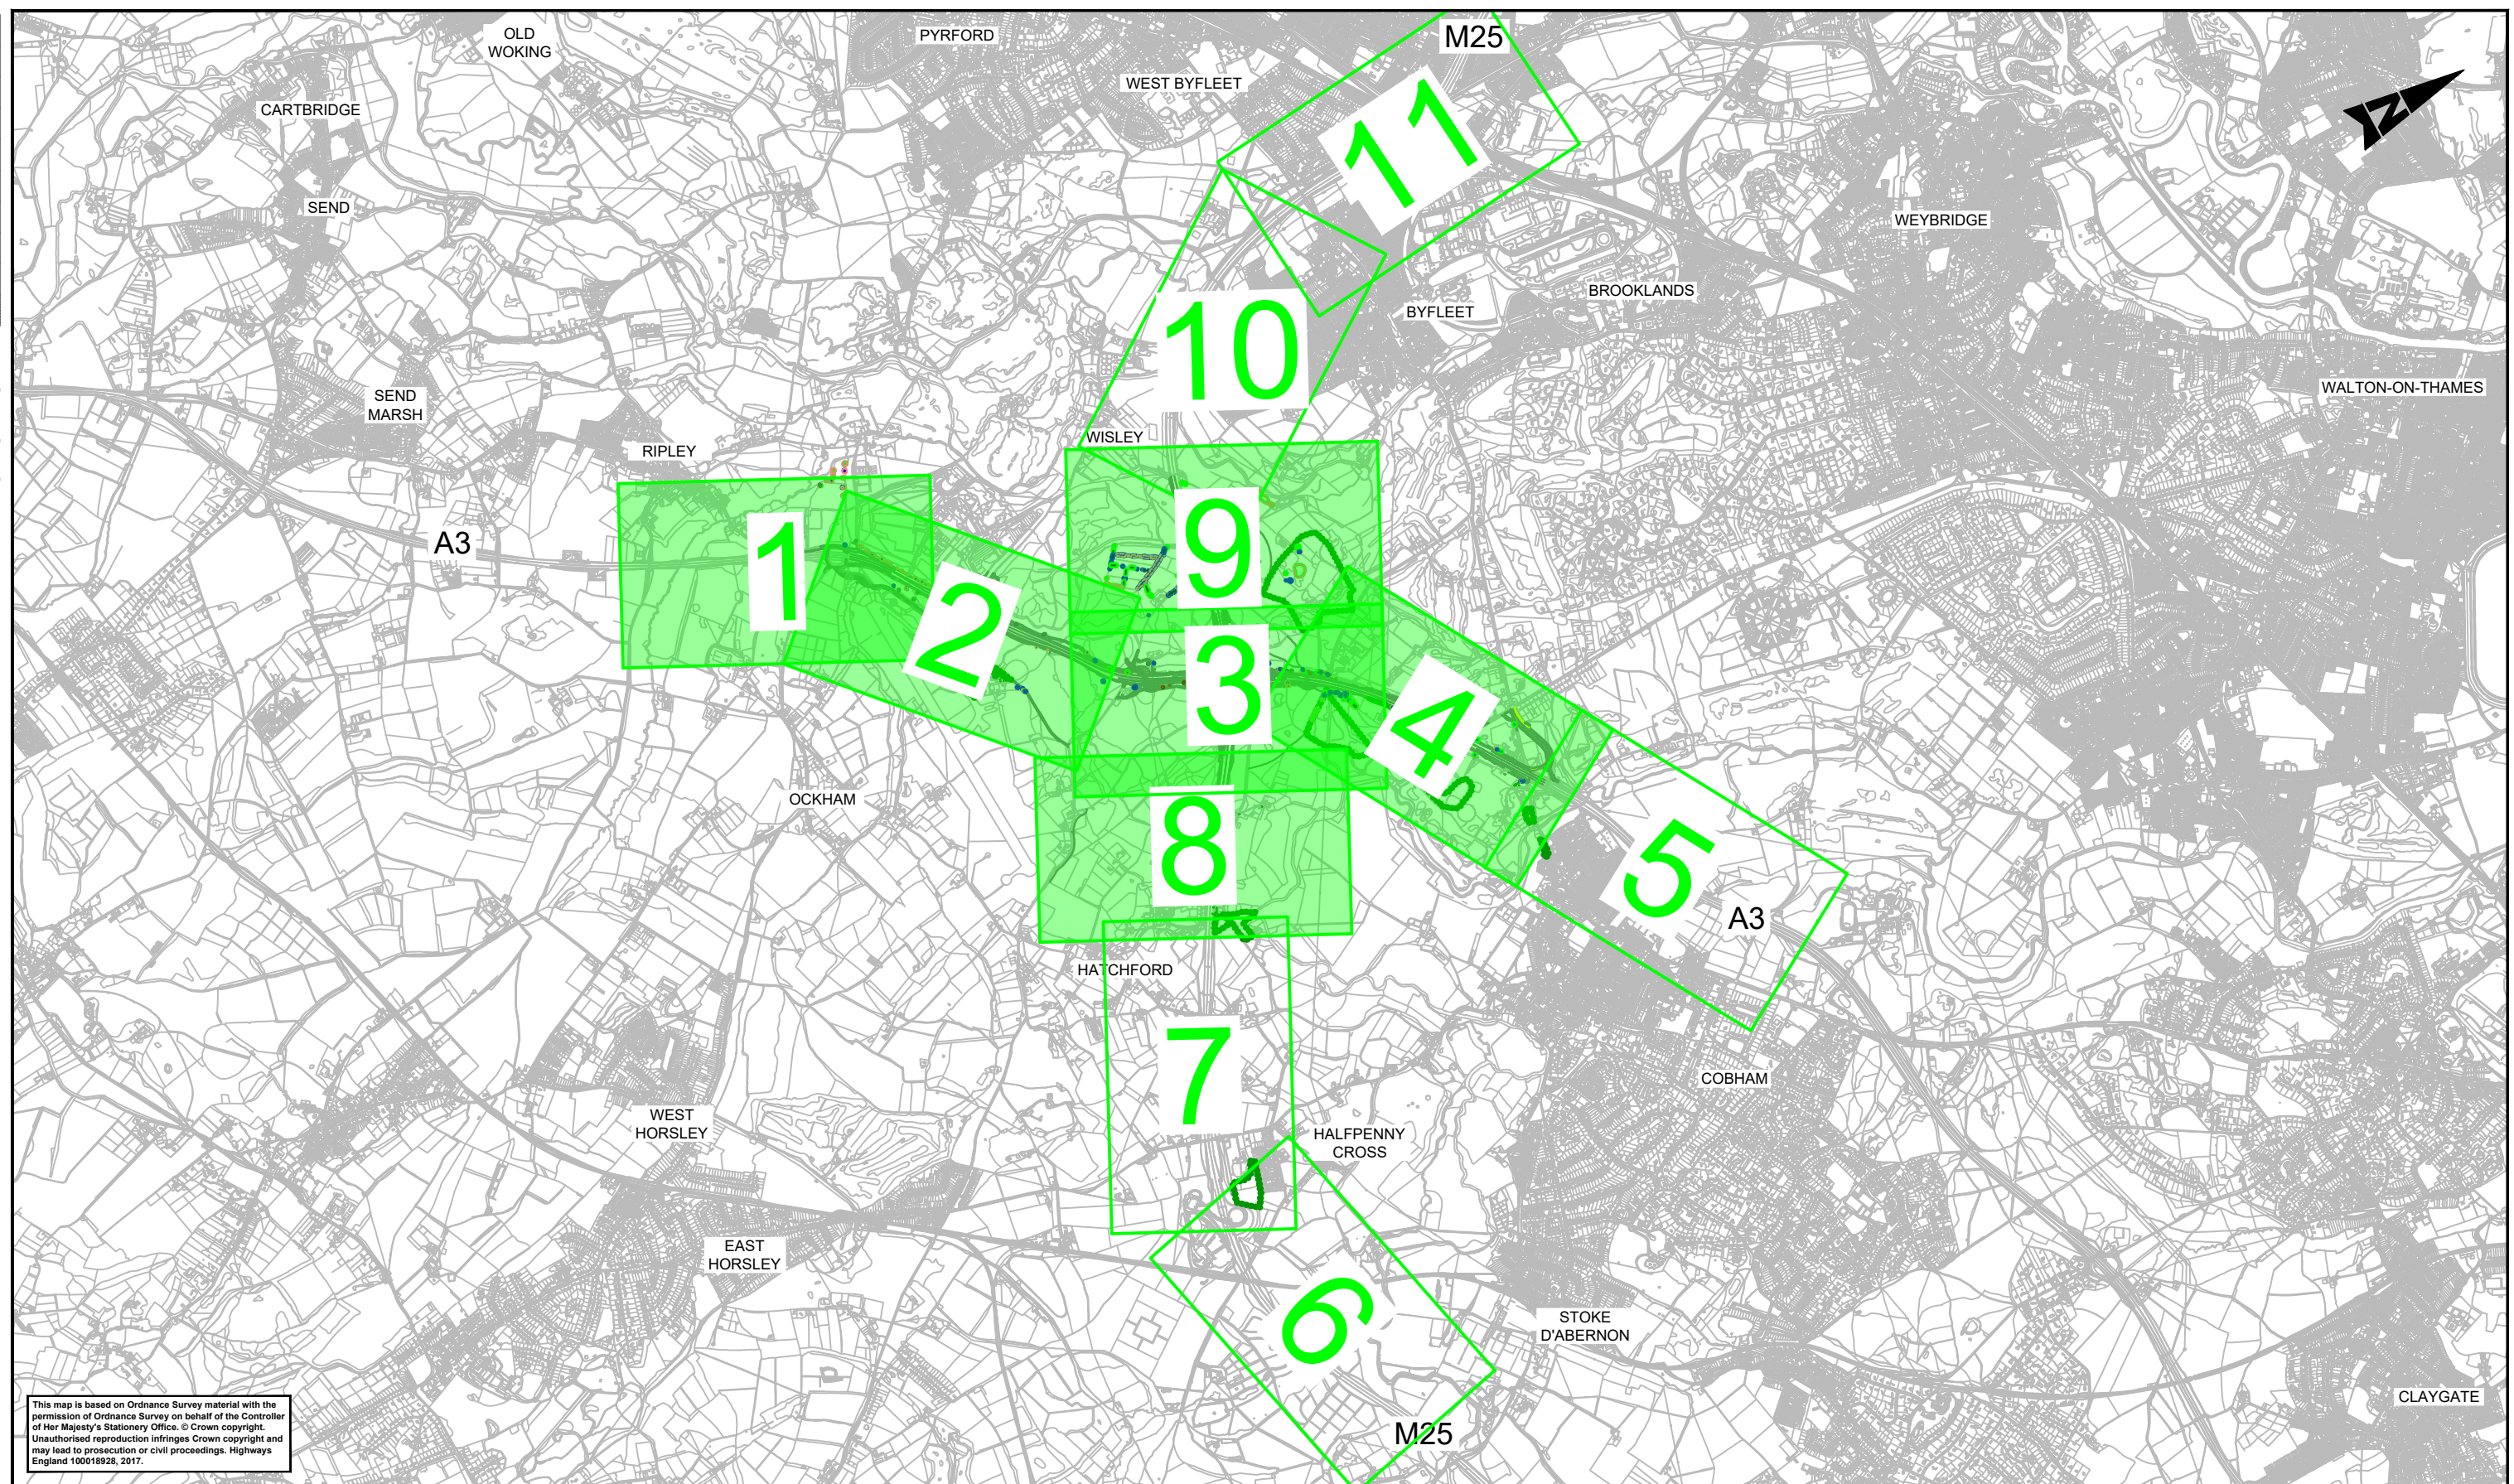 OLD
WOKING
PYRFORD
M25
WEST BYFLEET
CARTBRIDGE
11
N
SEND
WEYBRIDGE
BROOKLANDS
BYFLEET
10
SEND
MARSH
WALTON-ON-THAMES
WISLEY
RIPLEY
A3
1
9
2
3
4
OCKHAM
8
5
A3
HATCHFORD
7
COBHAM
WEST
HORSLEY
HALFPENNY
CROSS
EAST
HORSLEY
6
STOKE
D'ABERNON
CLAYGATE
M25
This map is based on Ordnance Survey material with the
permission of Ordnance Survey on behalf of the Controller
of Her Majesty's Stationery Office. © Crown copyright.
Unauthorised reproduction infringes Crown copyright and
may lead to prosecution or civil proceedings. Highways
England 100018928, 2017.